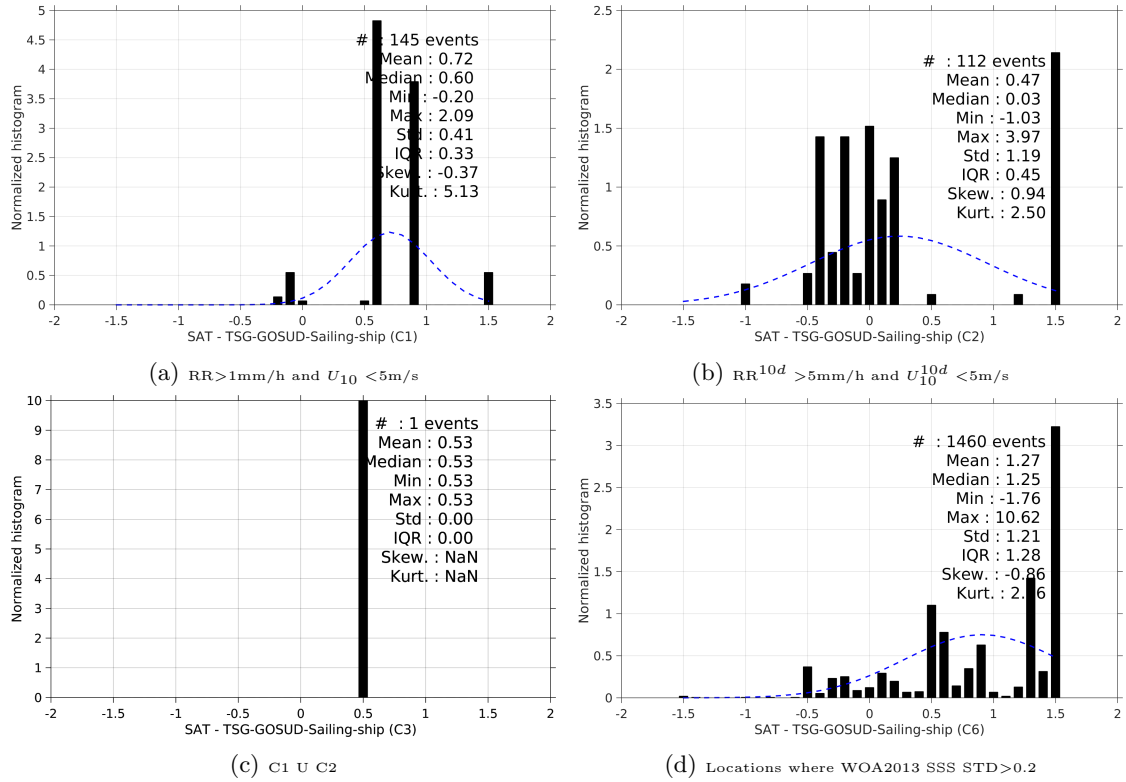 5
4.5
4
3.5
3
2.5
2
1.5
1
0.5
0
Normalized histogram
# : 145 events
Mean : 0.72
Median : 0.60
Min : -0.20
Max : 2.09
Std : 0.41
IQR : 0.33
Skew. : -0.37
Kurt. : 5.13
-2 -1.5 -1 -0.5 0 0.5 1 1.5 2
SAT - TSG-GOSUD-Sailing-ship (C1)
(a) RR>1mm/h and U10 <5m/s
2.5
2
1.5
1
0.5
0
Normalized histogram
# : 112 events
Mean : 0.47
Median : 0.03
Min : -1.03
Max : 3.97
Std : 1.19
IQR : 0.45
Skew. : 0.94
Kurt. : 2.50
-2 -1.5 -1 -0.5 0 0.5 1 1.5 2
SAT - TSG-GOSUD-Sailing-ship (C2)
(b) RR^10d >5mm/h and U10^10d <5m/s
10
9
8
7
6
5
4
3
2
1
0
Normalized histogram
# : 1 events
Mean : 0.53
Median : 0.53
Min : 0.53
Max : 0.53
Std : 0.00
IQR : 0.00
Skew. : NaN
Kurt. : NaN
-2 -1.5 -1 -0.5 0 0.5 1 1.5 2
SAT - TSG-GOSUD-Sailing-ship (C3)
(c) C1 U C2
3.5
3
2.5
2
1.5
1
0.5
0
Normalized histogram
# : 1460 events
Mean : 1.27
Median : 1.25
Min : -1.76
Max : 10.62
Std : 1.21
IQR : 1.28
Skew. : -0.86
Kurt. :
-2 -1.5 -1 -0.5 0 0.5 1 1.5 2
SAT - TSG-GOSUD-Sailing-ship (C6)
(d) Locations where WOA2013 SSS STD>0.2